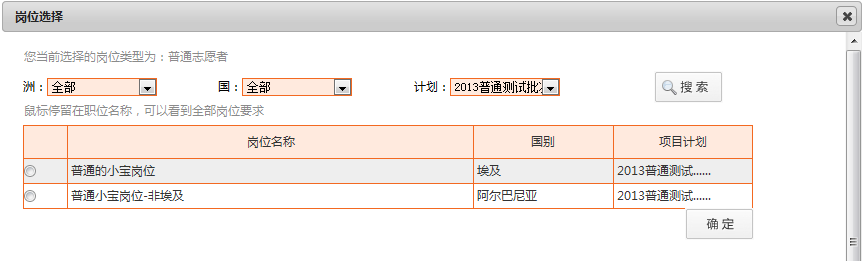 岗位选择
您当前选择的岗位类型为：普通志愿者
洲：全部 国：全部 计划：2013普通测试批 搜 索
鼠标停留在职位名称，可以看到全部岗位要求
岗位名称 国别 项目计划
普通的小宝岗位 埃及 2013普通测试......
普通小宝岗位-非埃及 阿尔巴尼亚 2013普通测试......
确 定